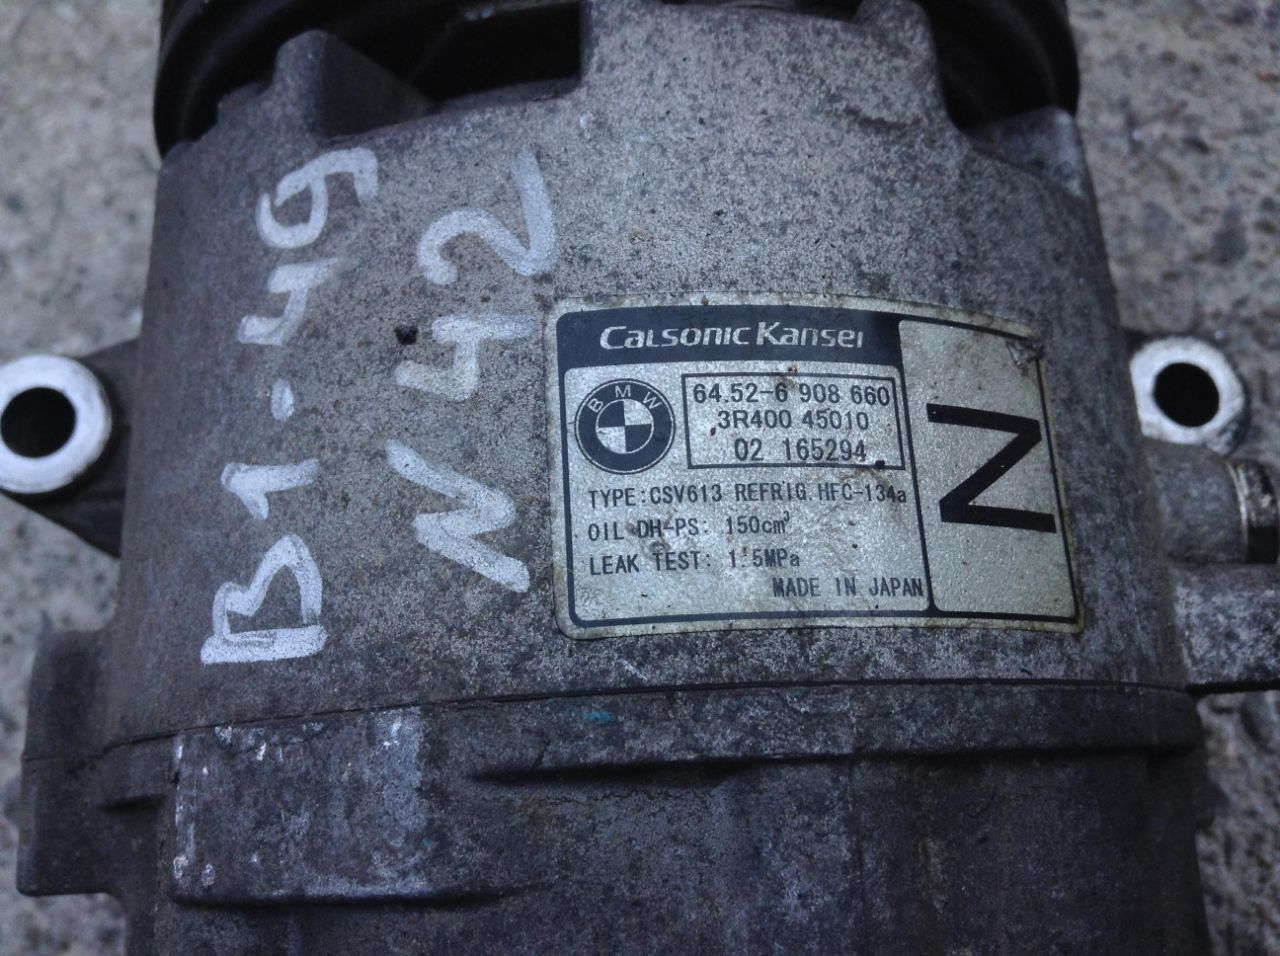 B1-49
N42
Calsonic Kansei
BMW
64.52-6 908 660
3R400 45010
02 165294
TYPE:CSV613 REFRIG.HFC-134a
OIL DH-PS: 150cm³
LEAK TEST: 1.5MPa
MADE IN JAPAN
N